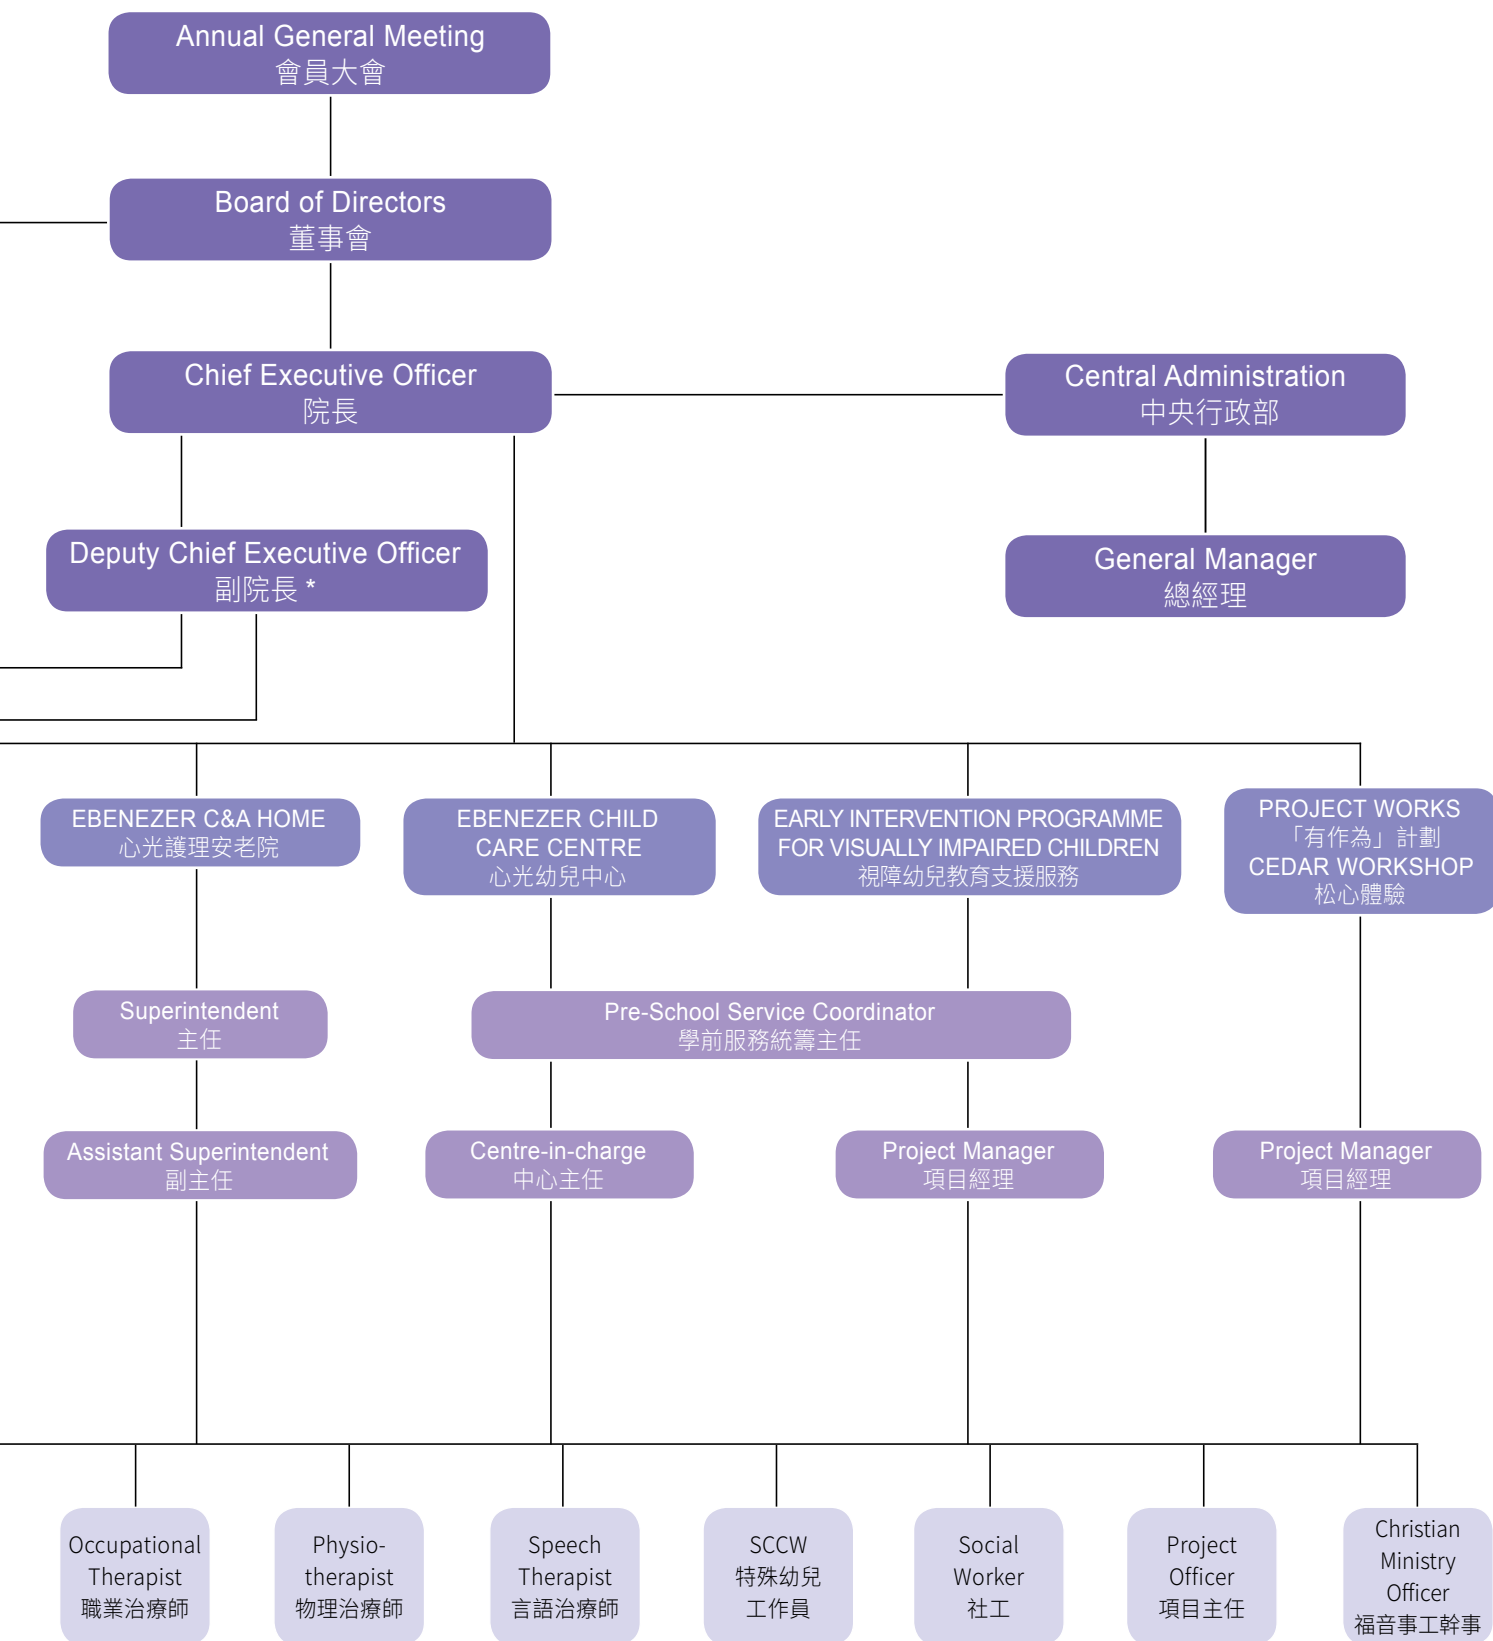 Annual General Meeting
會員大會
Board of Directors
董事會
Chief Executive Officer
院長
Central Administration
中央行政部
Deputy Chief Executive Officer
副院長 *
General Manager
總經理
EBENEZER C&A HOME
心光護理安老院
EBENEZER CHILD
CARE CENTRE
心光幼兒中心
EARLY INTERVENTION PROGRAMME
FOR VISUALLY IMPAIRED CHILDREN
視障幼兒教育支援服務
PROJECT WORKS
「有作為」計劃
CEDAR WORKSHOP
松心體驗
Superintendent
主任
Pre-School Service Coordinator
學前服務統籌主任
Assistant Superintendent
副主任
Centre-in-charge
中心主任
Project Manager
項目經理
Project Manager
項目經理
Occupational
Therapist
職業治療師
Physio-
therapist
物理治療師
Speech
Therapist
言語治療師
SCCW
特殊幼兒
工作員
Social
Worker
社工
Project
Officer
項目主任
Christian
Ministry
Officer
福音事工幹事